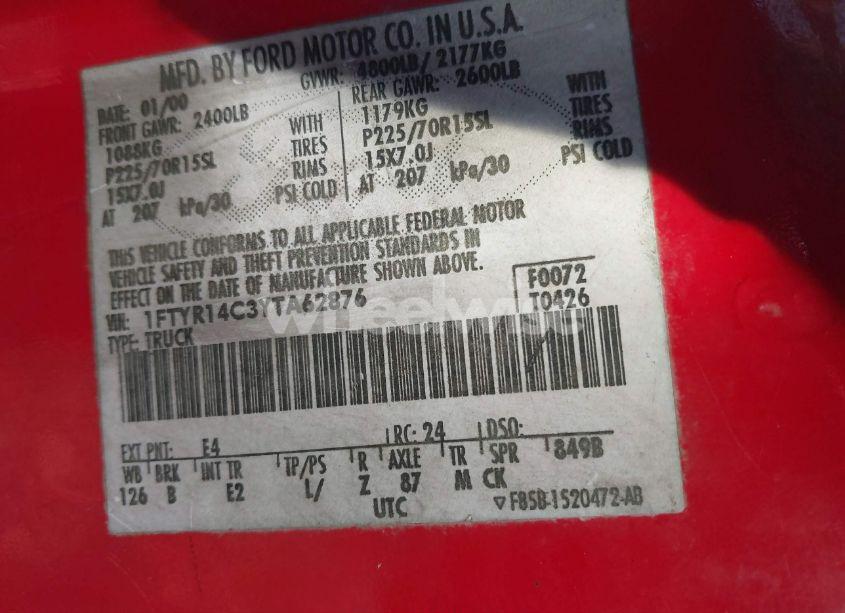 MFD. BY FORD MOTOR CO. IN U.S.A.
DATE: 01/00 GVWR: 4800LB/ 2177KG
FRONT GAWR: 2400LB REAR GAWR: 2600LB
1088KG WITH 1179KG WITH
P225/70R15SL TIRES P225/70R15SL TIRES
15X7.0J RIMS 15X7.0J RIMS
AT 207 kPa/30 PSI COLD AT 207 kPa/30 PSI COLD
THIS VEHICLE CONFORMS TO ALL APPLICABLE FEDERAL MOTOR
VEHICLE SAFETY AND THEFT PREVENTION STANDARDS IN
EFFECT ON THE DATE OF MANUFACTURE SHOWN ABOVE.
VIN: 1FTYR14C3YTA62876 F0072
TYPE: TRUCK T0426
wheelwise
EXT PNT: E4 RC: 24 DSO:
WB BRK INT TR TP/PS R AXLE TR SPR 849B
126 B E2 L/ Z 87 M CK
UTC ▽ F85B-1520472-AB